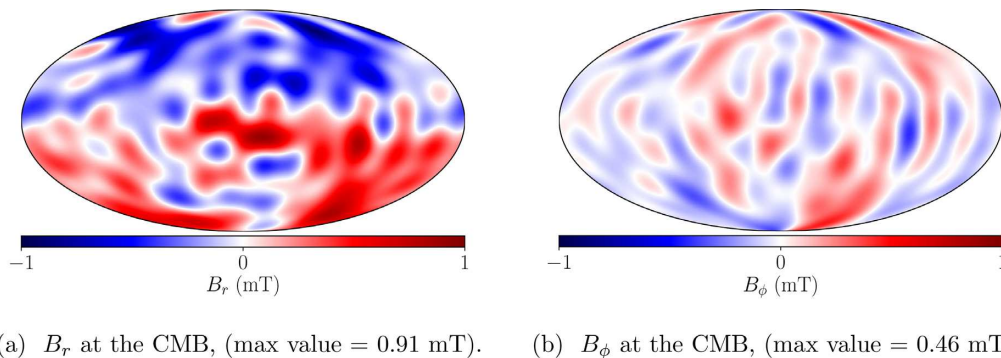 −1 0 1 −1 0 1
B_r (mT) B_ϕ (mT)
a) B_r at the CMB, (max value = 0.91 mT). (b) B_ϕ at the CMB, (max value = 0.46 mT